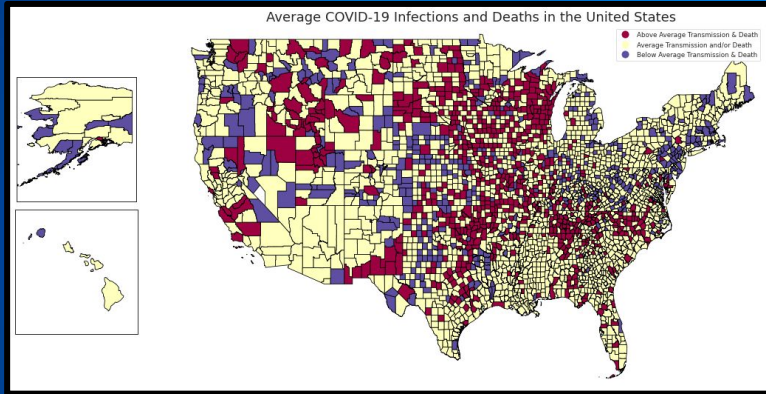 Average COVID-19 Infections and Deaths in the United States
Above Average Transmission & Death
Average Transmission and/or Death
Below Average Transmission & Death